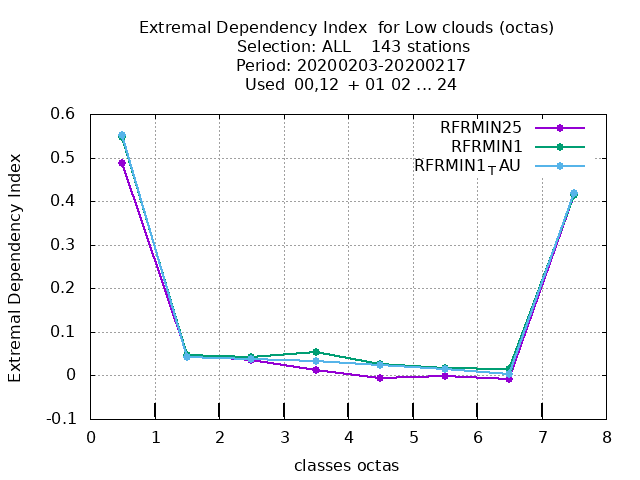 Extremal Dependency Index  for Low clouds (octas)
Selection: ALL    143 stations
Period: 20200203-20200217
Used  00,12  + 01 02 ... 24
RFRMIN25
RFRMIN1
RFRMIN1TAU
Extremal Dependency Index
0.6
0.5
0.4
0.3
0.2
0.1
0
-0.1
0 1 2 3 4 5 6 7 8
classes octas